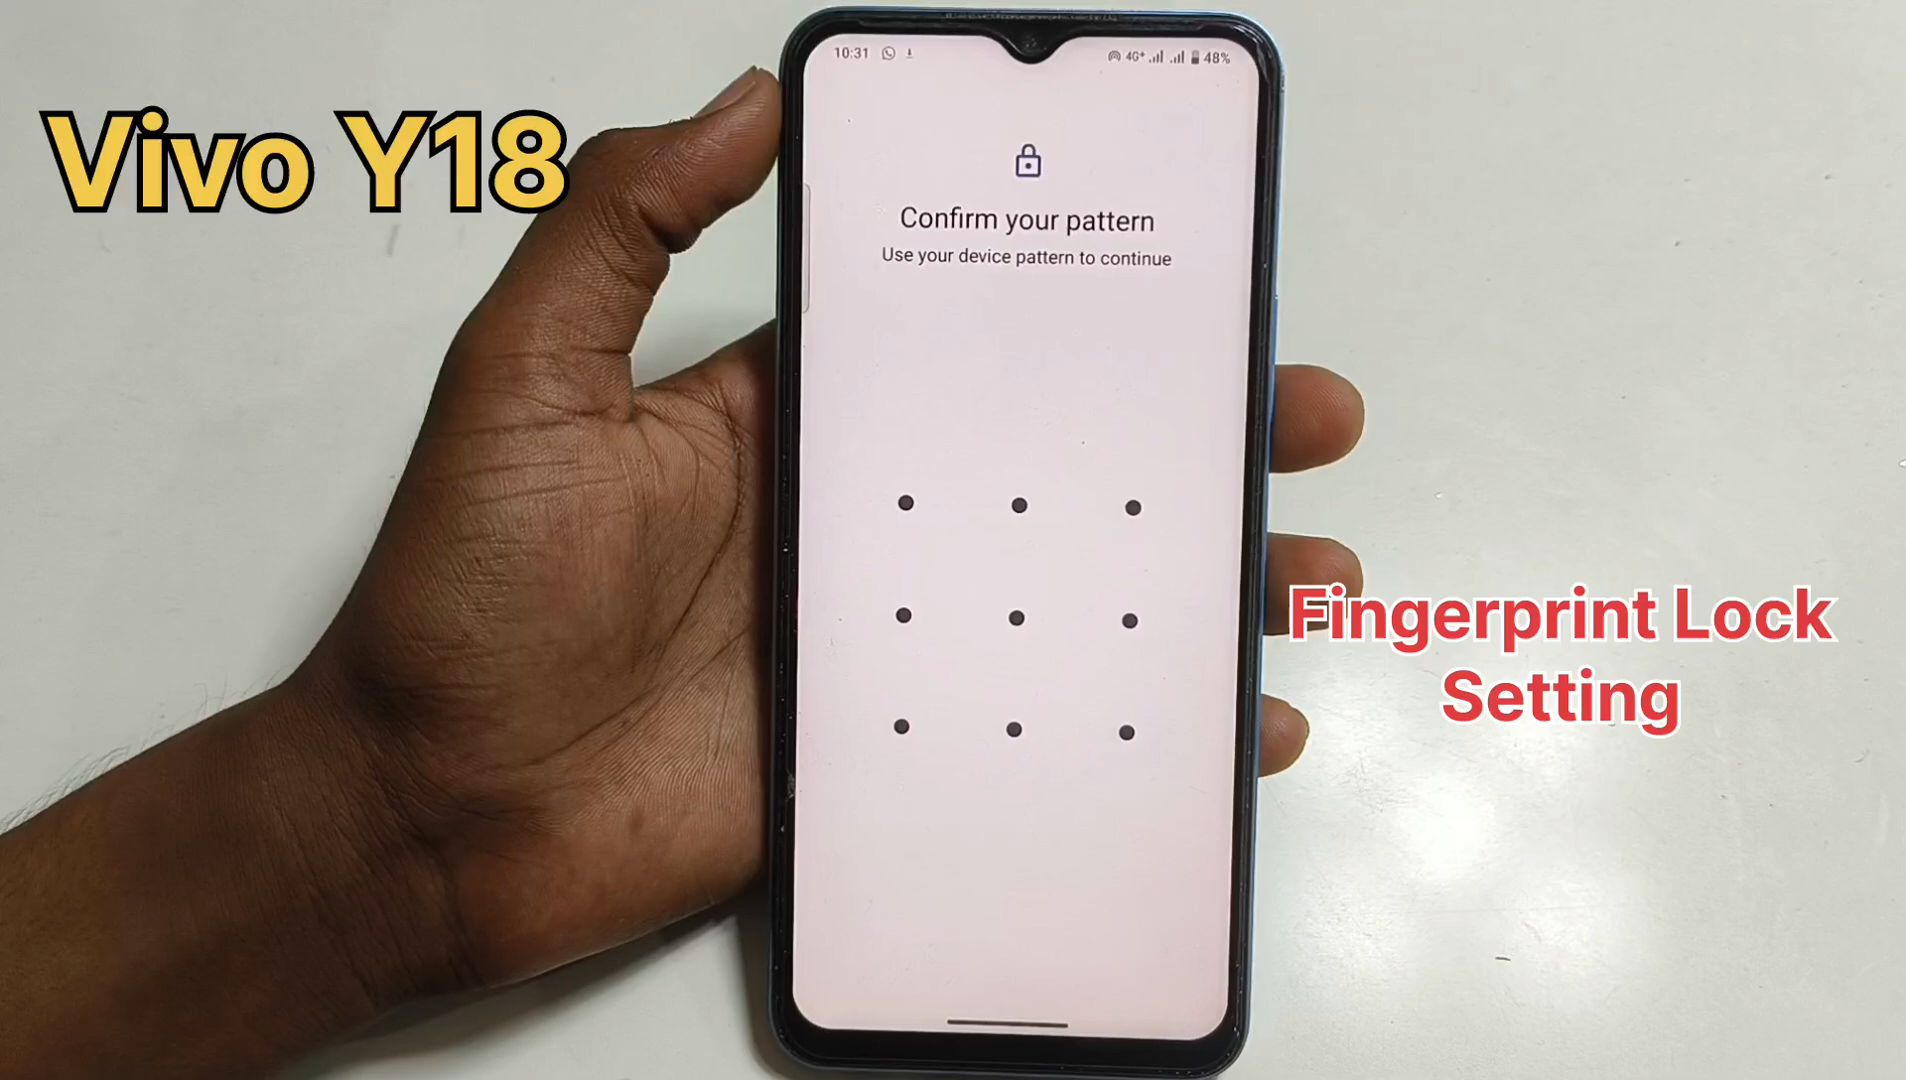 Vivo Y18
10:31
4G+ 48%
Confirm your pattern
Use your device pattern to continue
Fingerprint Lock
Setting